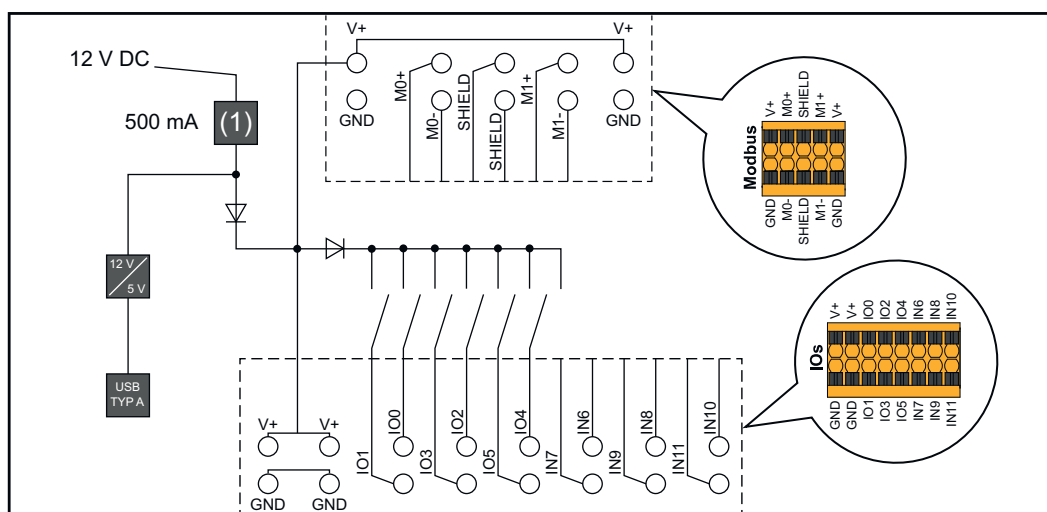 12 V DC
500 mA
(1)
12 V
5 V
USB
TYP A
V+
V+
M0+
SHIELD
M1+
GND
M0-
SHIELD
M1-
GND
Modbus
V+
M0+
SHIELD
M1+
V+
GND
M0-
SHIELD
M1-
GND
V+
V+
IO0
IO2
IO4
IN6
IN8
IN10
IO1
IO3
IO5
IN7
IN9
IN11
GND
GND
IOs
V+
V+
IO0
IO2
IO4
IN6
IN8
IN10
GND
GND
IO1
IO3
IO5
IN7
IN9
IN11